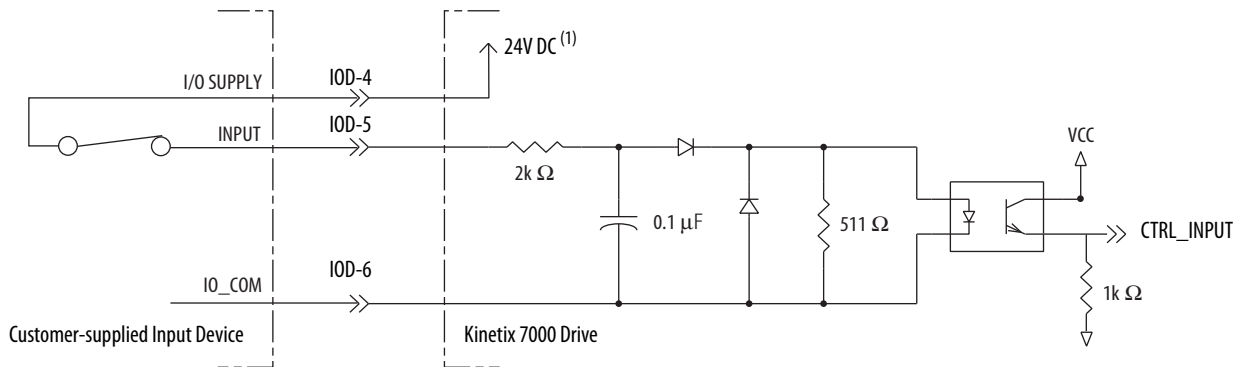 24V DC (1)
I/O SUPPLY
IOD-4
INPUT
IOD-5
VCC
2k Ω
0.1 μF
511 Ω
CTRL_INPUT
IO_COM
IOD-6
1k Ω
Customer-supplied Input Device
Kinetix 7000 Drive